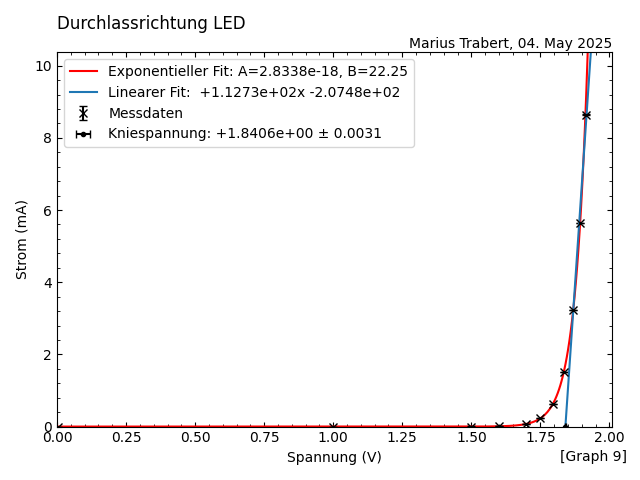 Durchlassrichtung LED
Marius Trabert, 04. May 2025
Exponentieller Fit: A=2.8338e-18, B=22.25
Linearer Fit:  +1.1273e+02x -2.0748e+02
Messdaten
Kniespannung: +1.8406e+00 ± 0.0031
10
8
6
4
2
0
Strom (mA)
0.00 0.25 0.50 0.75 1.00 1.25 1.50 1.75 2.00
Spannung (V)
[Graph 9]